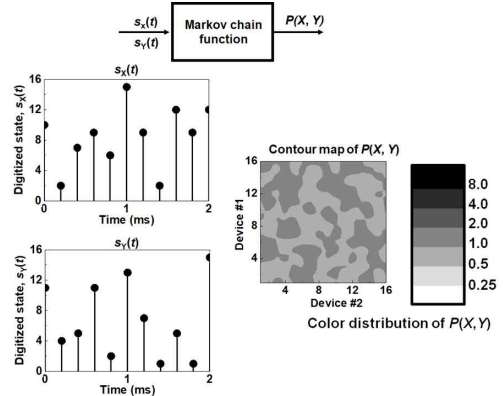 sX(t)
sY(t)
Markov chain
function
P(X, Y)
sX(t)
Digitized state, sX(t)
16
12
8
4
0
0 1 2
Time (ms)
sY(t)
Digitized state, sY(t)
16
12
8
4
0
0 1 2
Time (ms)
Contour map of P(X, Y)
Device #1
16
12
8
4
4 8 12 16
Device #2
8.0
4.0
2.0
1.0
0.5
0.25
Color distribution of P(X,Y)